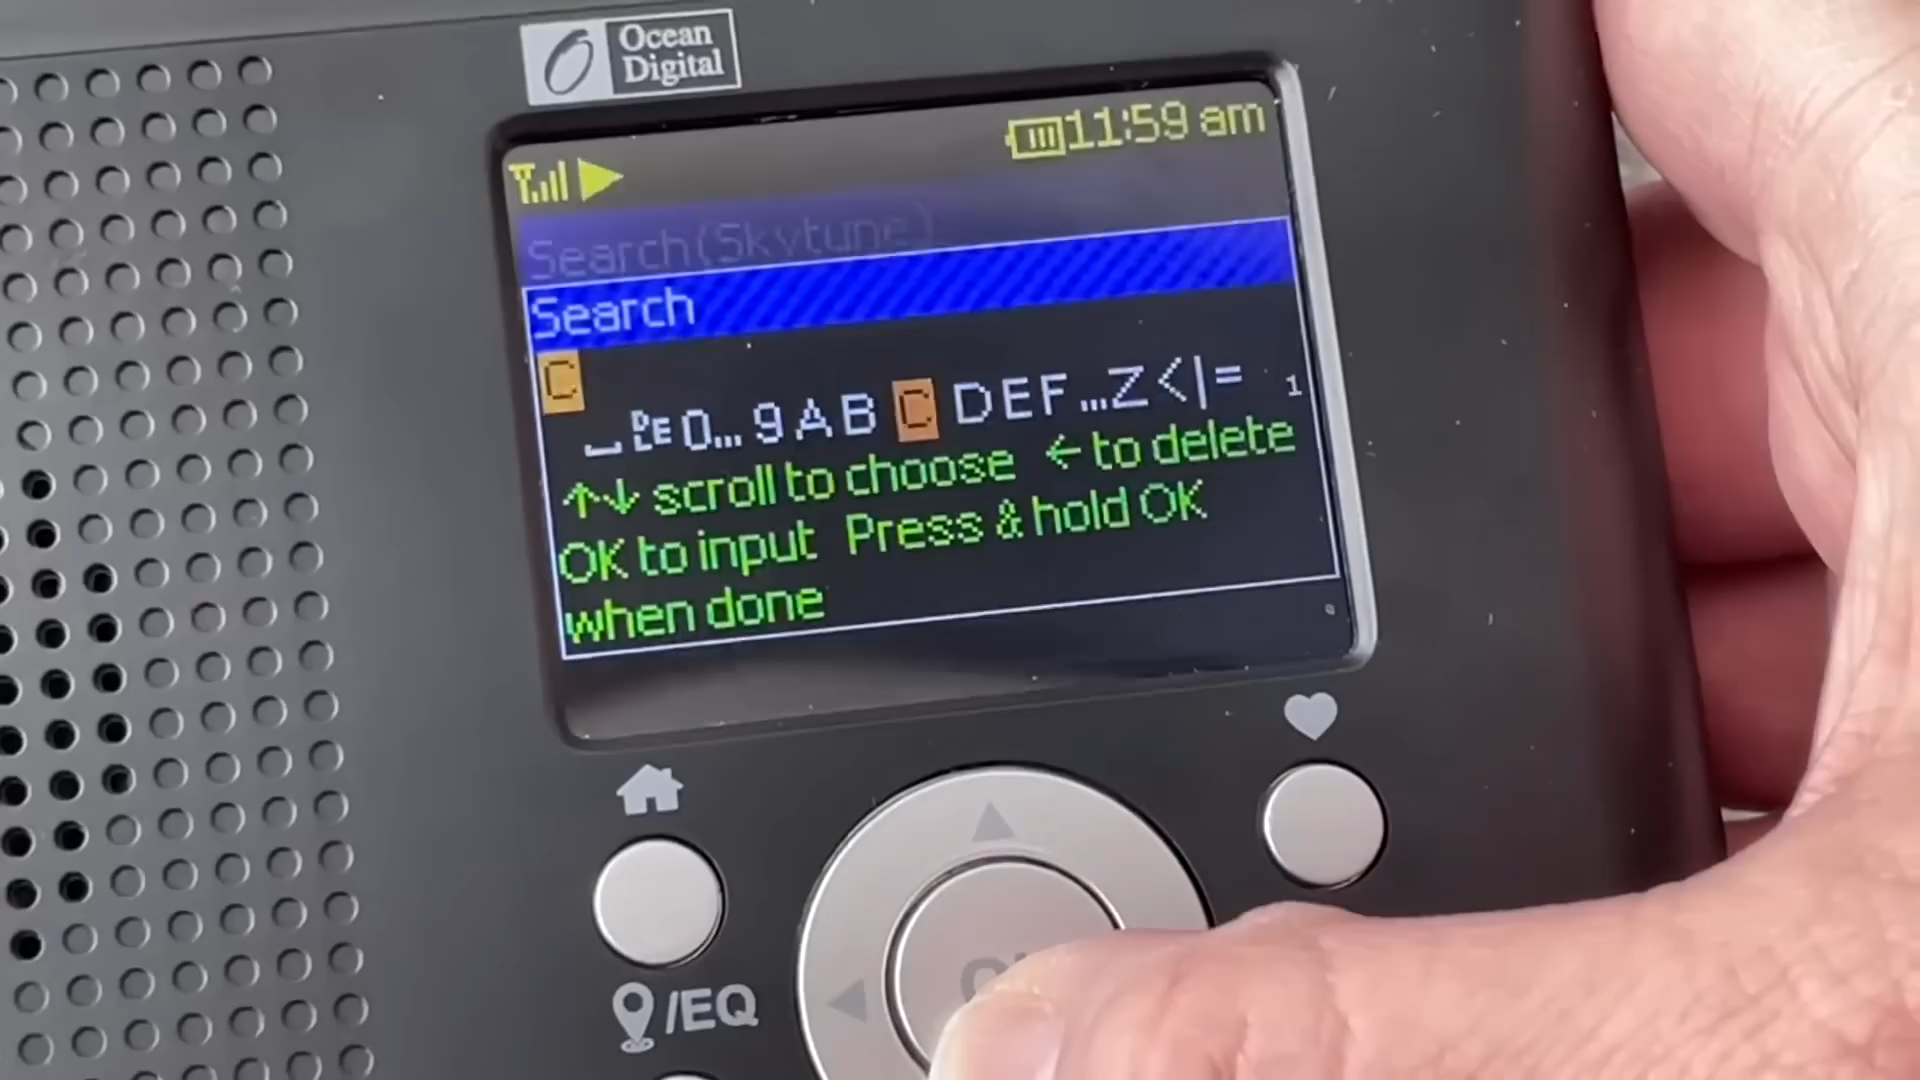 Ocean
Digital
11:59 am
Search(Skytune)
Search
C
0... 9 A B C D E F ... Z < | = 1
↑↓ scroll to choose ← to delete
OK to input Press & hold OK
when done
/EQ